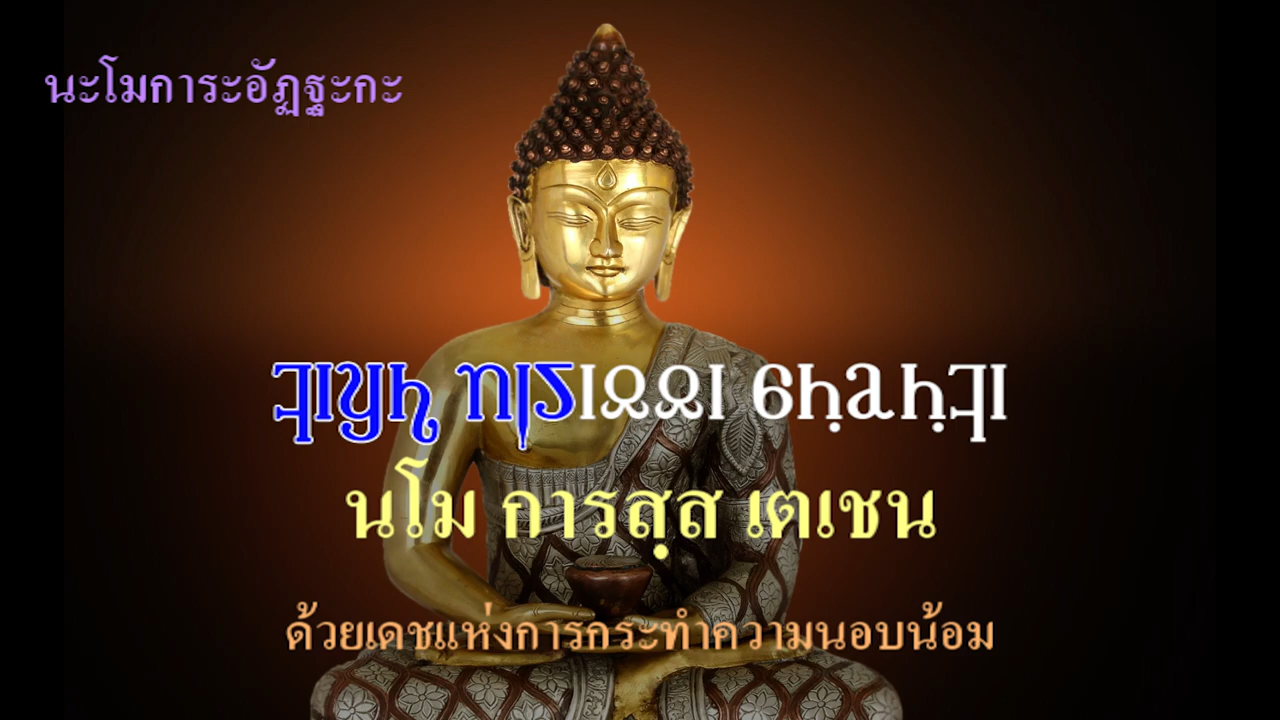 นะโมการะอัฏฐะกะ
นโม การสฺส เตเชน
ด้วยเดชแห่งการกระทำความนอบน้อม